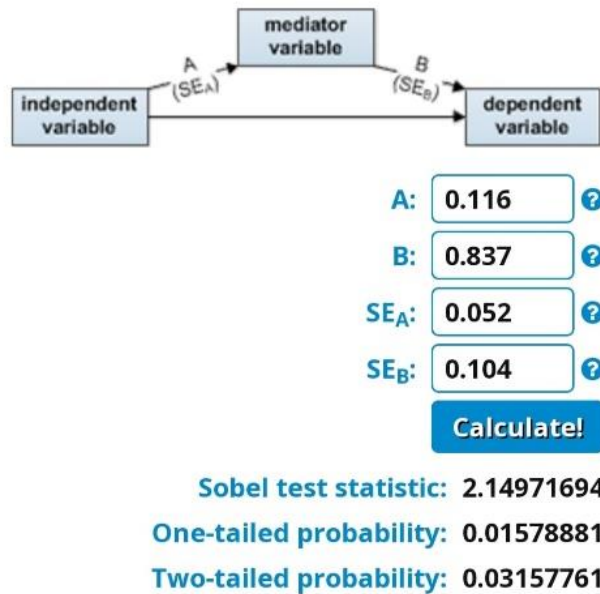 mediator
variable
A
(SEA)
B
(SEB)
independent
variable
dependent
variable
A: 0.116 ?
B: 0.837 ?
SEA: 0.052 ?
SEB: 0.104 ?
Calculate!
Sobel test statistic: 2.14971694
One-tailed probability: 0.01578881
Two-tailed probability: 0.03157761